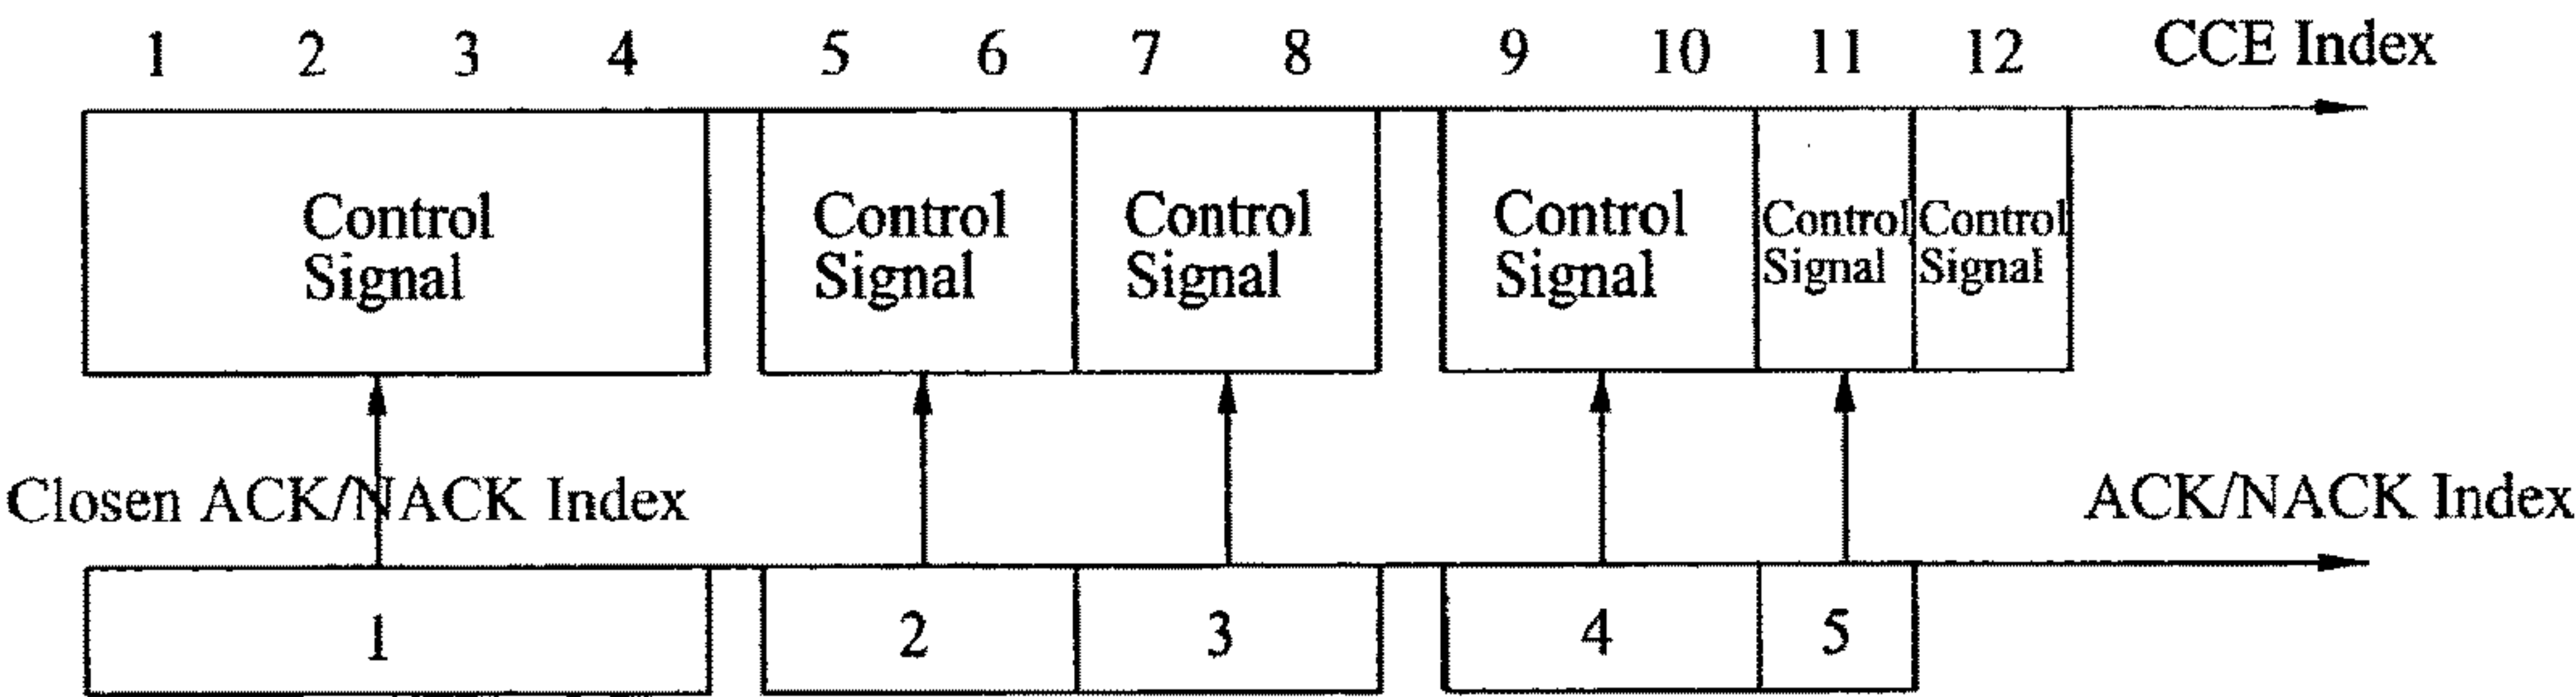 1 2 3 4 5 6 7 8 9 10 11 12 CCE Index
Control
Signal
Control
Signal
Control
Signal
Control
Signal
Control
Signal
Control
Signal
Closen ACK/NACK Index
ACK/NACK Index
1 2 3 4 5